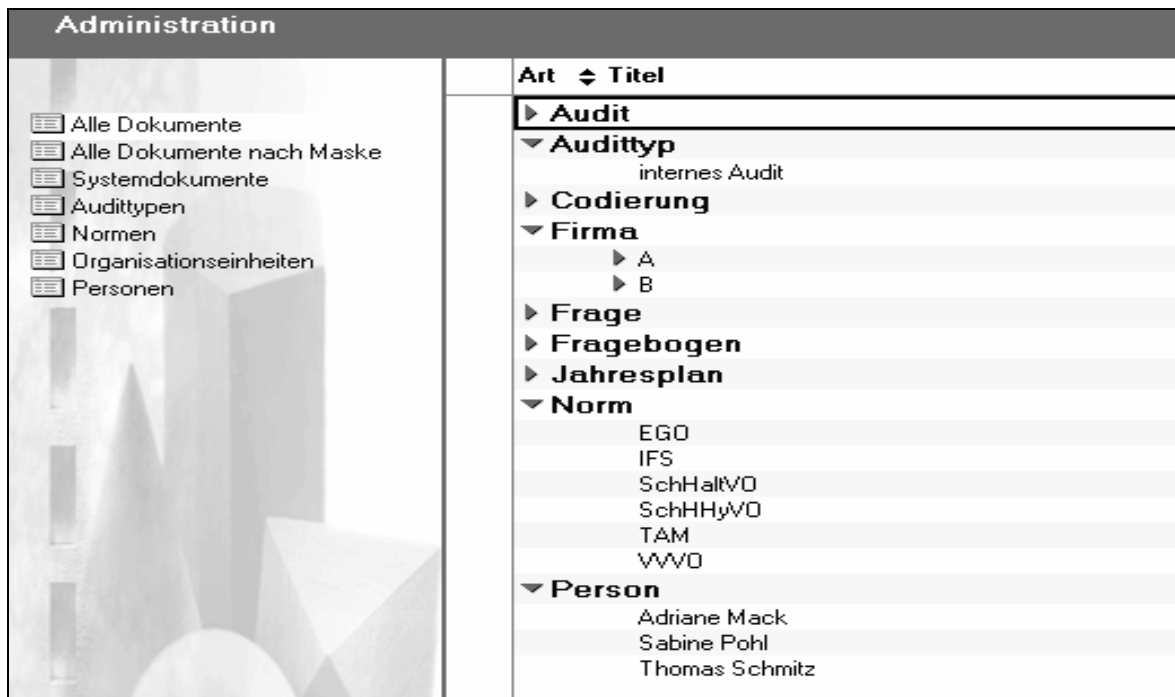 Administration
Alle Dokumente
Alle Dokumente nach Maske
Systemdokumente
Audittypen
Normen
Organisationseinheiten
Personen
Art Titel
Audit
Audittyp
internes Audit
Codierung
Firma
A
B
Frage
Fragebogen
Jahresplan
Norm
EGO
IFS
SchHaltVO
SchHHyVO
TAM
VVVO
Person
Adriane Mack
Sabine Pohl
Thomas Schmitz